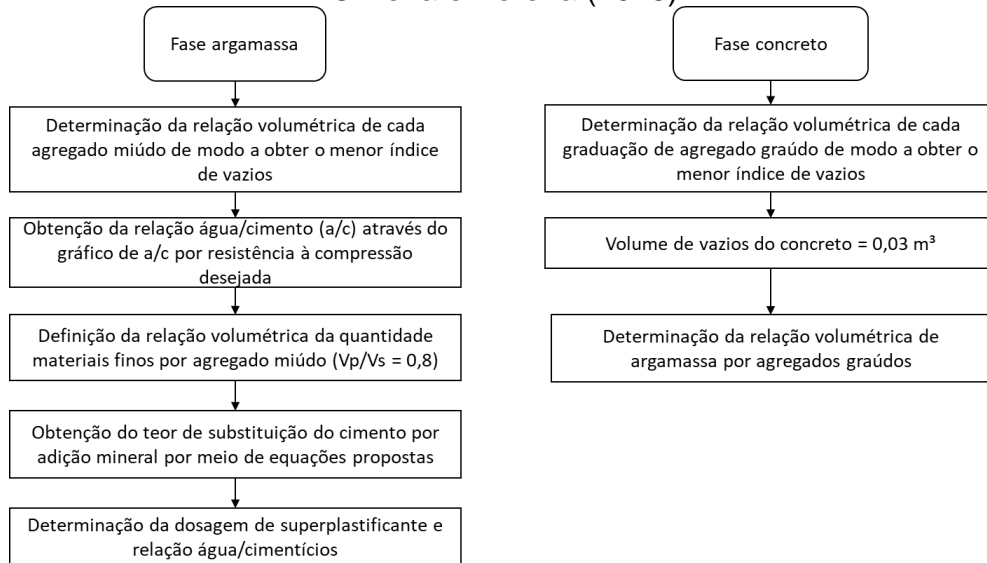 Fase argamassa
Determinação da relação volumétrica de cada
agregado miúdo de modo a obter o menor índice
de vazios
Obtenção da relação água/cimento (a/c) através do
gráfico de a/c por resistência à compressão
desejada
Definição da relação volumétrica da quantidade
materiais finos por agregado miúdo (Vp/Vs = 0,8)
Obtenção do teor de substituição do cimento por
adição mineral por meio de equações propostas
Determinação da dosagem de superplastificante e
relação água/cimentícios
Fase concreto
Determinação da relação volumétrica de cada
graduação de agregado graúdo de modo a obter o
menor índice de vazios
Volume de vazios do concreto = 0,03 m³
Determinação da relação volumétrica de
argamassa por agregados graúdos